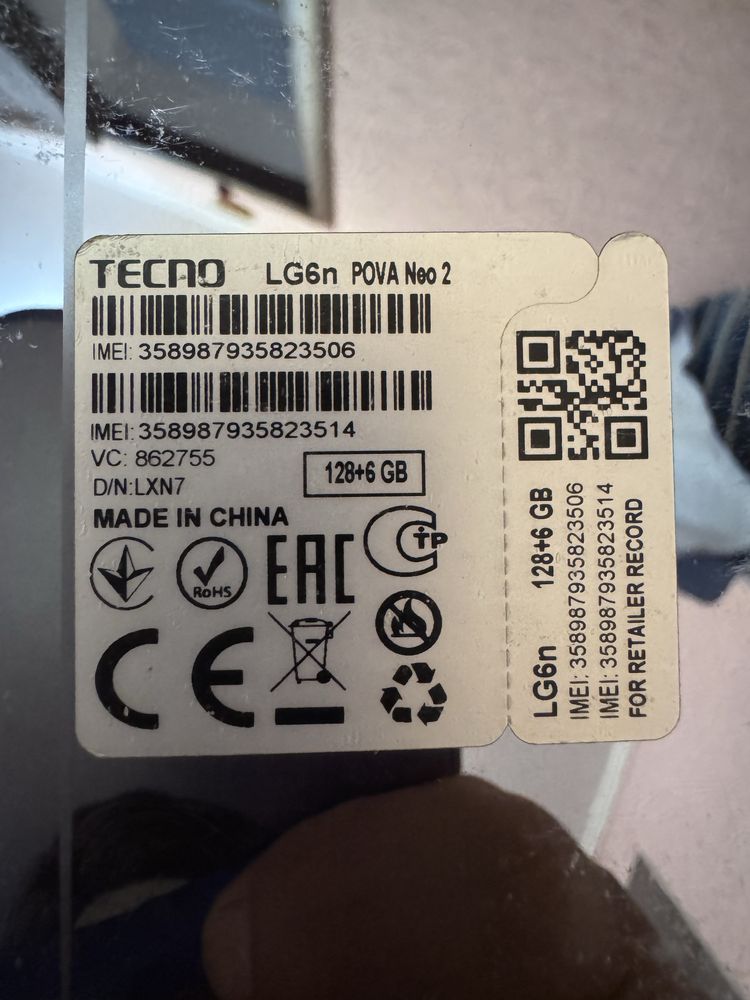 TECNO LG6n POVA Neo 2
IMEI: 358987935823506
IMEI: 358987935823514
VC: 862755
D/N:LXN7
128+6 GB
MADE IN CHINA
RoHS
EAC
СТР
CE
LG6n 128+6 GB
IMEI: 358987935823506
IMEI: 358987935823514
FOR RETAILER RECORD